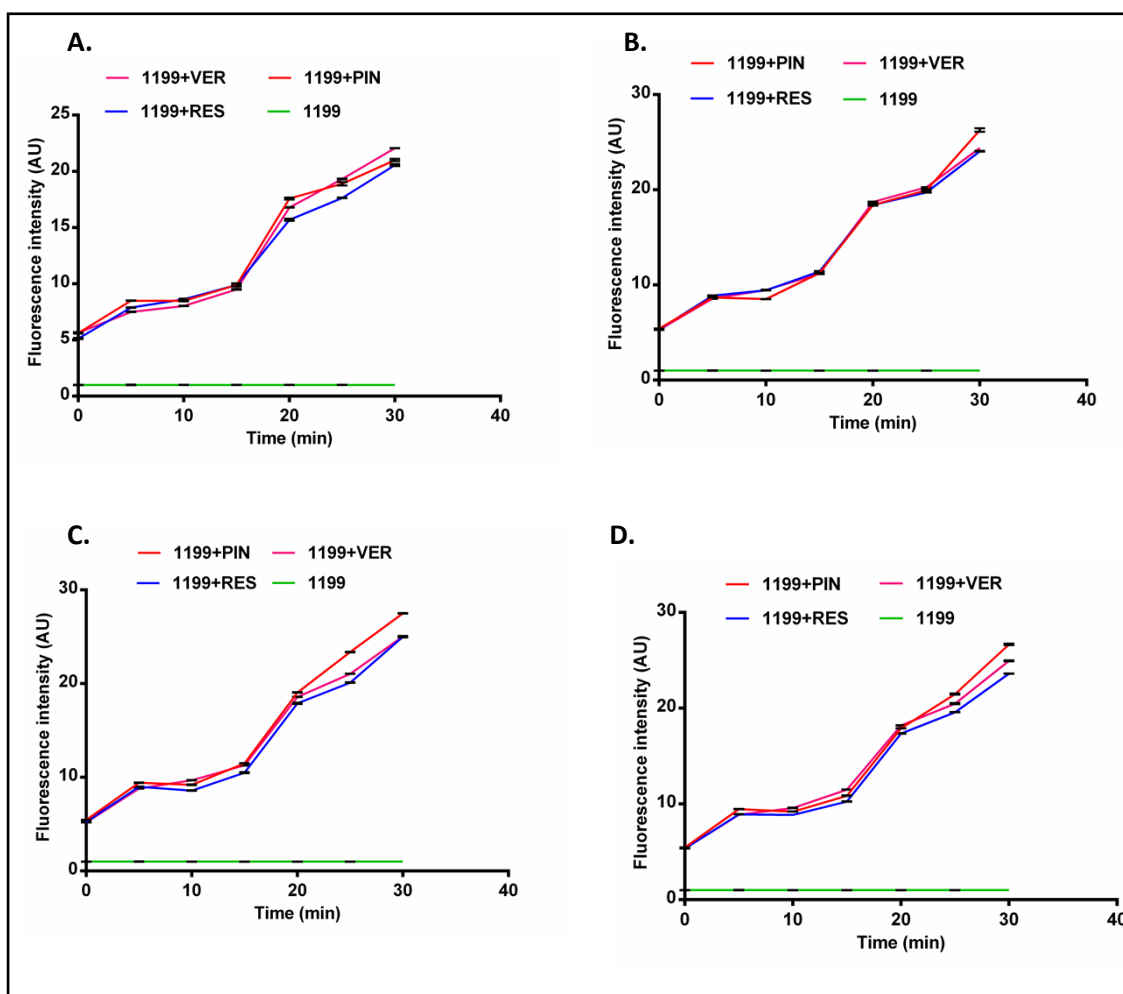 A.
1199+VER 1199+PIN
1199+RES 1199
Fluorescence intensity (AU)
25
20
15
10
5
0
0 10 20 30 40
Time (min)
B.
1199+PIN 1199+VER
1199+RES 1199
Fluorescence intensity (AU)
30
20
10
0
0 10 20 30 40
Time (min)
C.
1199+PIN 1199+VER
1199+RES 1199
Fluorescence intensity (AU)
30
20
10
0
0 10 20 30 40
Time (min)
D.
1199+PIN 1199+VER
1199+RES 1199
Fluorescence intensity (AU)
30
20
10
0
0 10 20 30 40
Time (min)